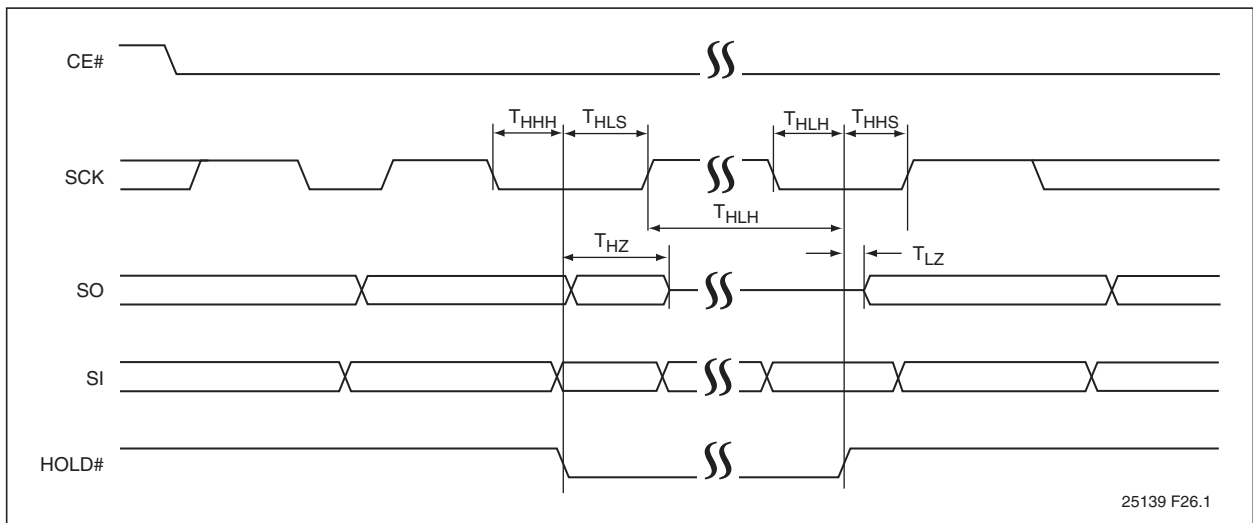 CE#
T_HHH T_HLS T_HLH T_HHS
SCK
T_HLH
T_HZ T_LZ
SO
SI
HOLD#
25139 F26.1